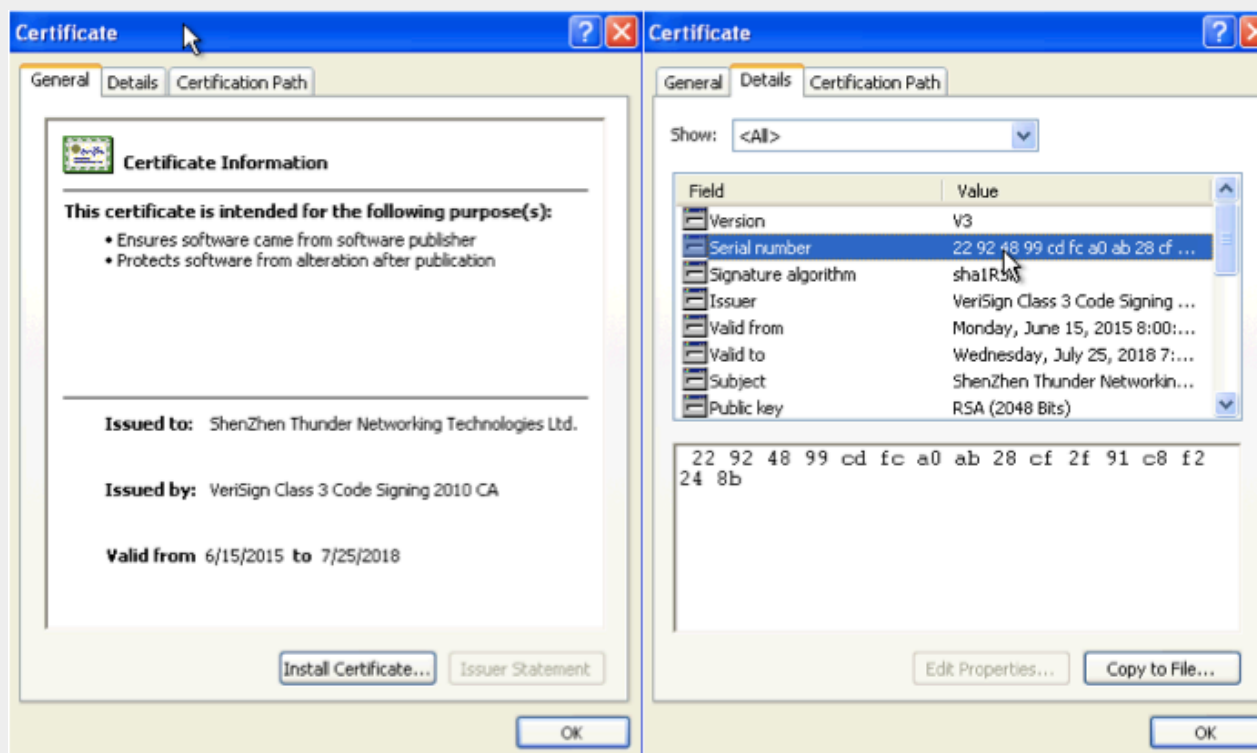 Certificate
General Details Certification Path
Certificate Information
This certificate is intended for the following purpose(s):
• Ensures software came from software publisher
• Protects software from alteration after publication
Issued to: ShenZhen Thunder Networking Technologies Ltd.
Issued by: VeriSign Class 3 Code Signing 2010 CA
Valid from 6/15/2015 to 7/25/2018
Install Certificate... Issuer Statement
OK
Certificate
General Details Certification Path
Show: <All>
Field Value
Version V3
Serial number 22 92 48 99 cd fc a0 ab 28 cf ...
Signature algorithm sha1RSA
Issuer VeriSign Class 3 Code Signing ...
Valid from Monday, June 15, 2015 8:00:...
Valid to Wednesday, July 25, 2018 7:...
Subject ShenZhen Thunder Networkin...
Public key RSA (2048 Bits)
22 92 48 99 cd fc a0 ab 28 cf 2f 91 c8 f2
24 8b
Edit Properties... Copy to File...
OK